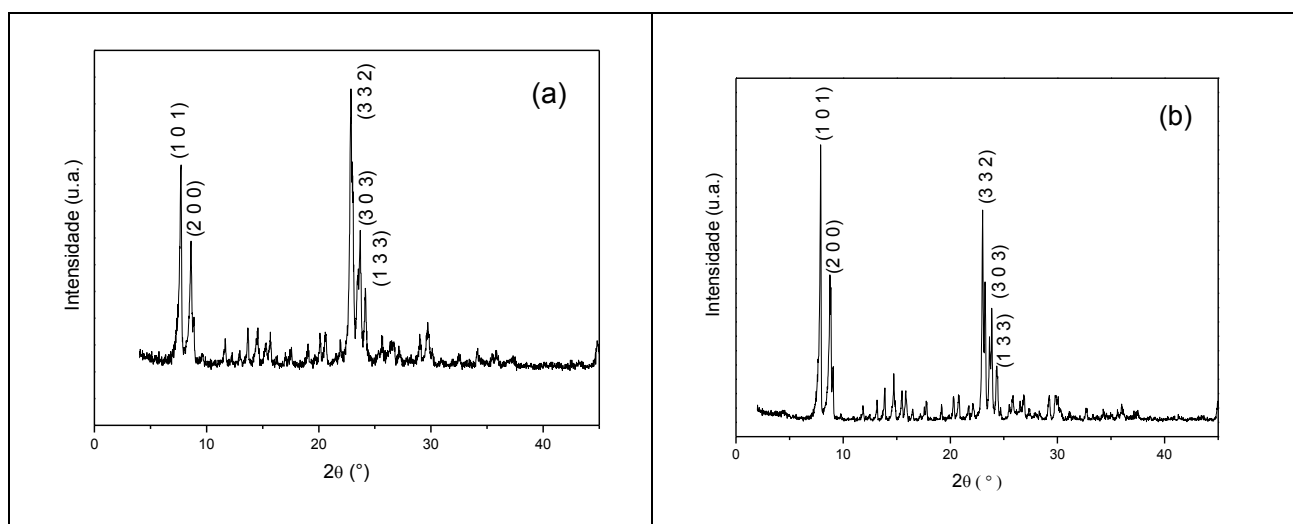 (a)
(3 3 2)
(1 0 1)
(2 0 0)
(3 0 3)
(1 3 3)
Intensidade (u.a.)
0 10 20 30 40
2θ (°)
(b)
(1 0 1)
(3 3 2)
(2 0 0)
(3 0 3)
(1 3 3)
Intensidade (u.a.)
0 10 20 30 40
2θ ( ° )